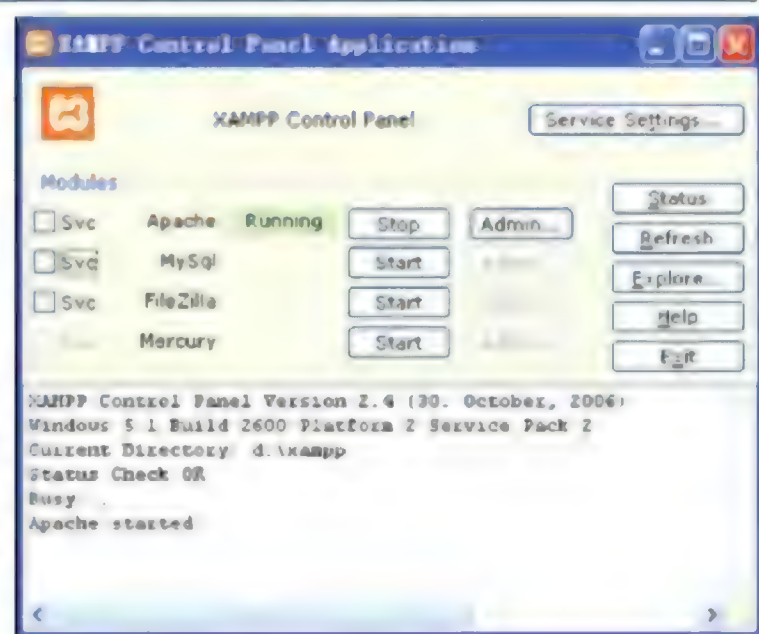 XAMPP Control Panel Application
XAMPP Control Panel
Service Settings...
Modules
Svc Apache Running Stop Admin...
Svc MySql Start
Svc FileZilla Start
Mercury Start
Status
Refresh
Explore...
Help
Exit
XAMPP Control Panel Version 2.4 (30. October, 2006)
Windows 5.1 Build 2600 Platform 2 Service Pack 2
Current Directory: d:\xampp
Status Check OK
Busy...
Apache started